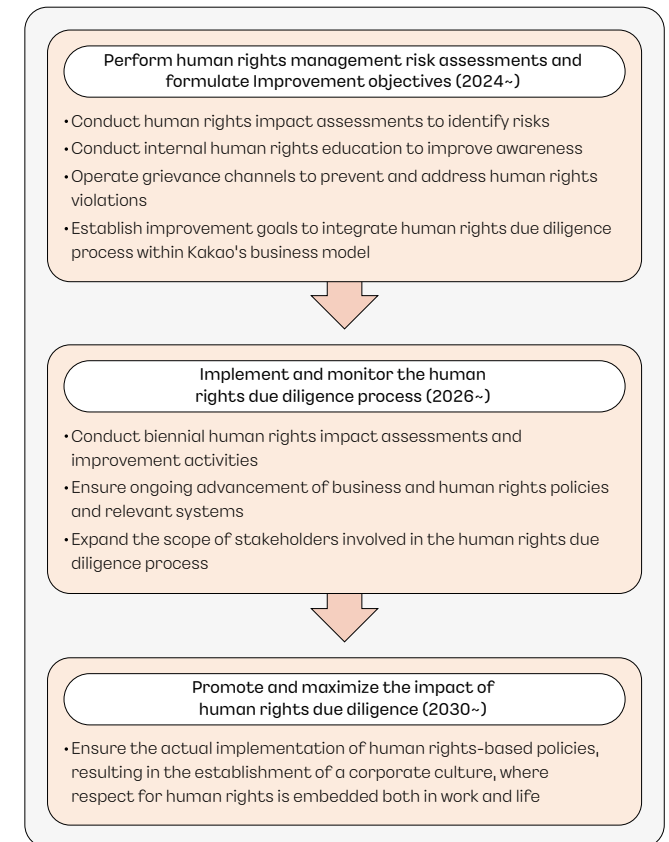 Perform human rights management risk assessments and
formulate Improvement objectives (2024~)
•Conduct human rights impact assessments to identify risks
•Conduct internal human rights education to improve awareness
•Operate grievance channels to prevent and address human rights
violations
•Establish improvement goals to integrate human rights due diligence
process within Kakao's business model
Implement and monitor the human
rights due diligence process (2026~)
•Conduct biennial human rights impact assessments and
improvement activities
•Ensure ongoing advancement of business and human rights policies
and relevant systems
•Expand the scope of stakeholders involved in the human rights due
diligence process
Promote and maximize the impact of
human rights due diligence (2030~)
•Ensure the actual implementation of human rights-based policies,
resulting in the establishment of a corporate culture, where
respect for human rights is embedded both in work and life